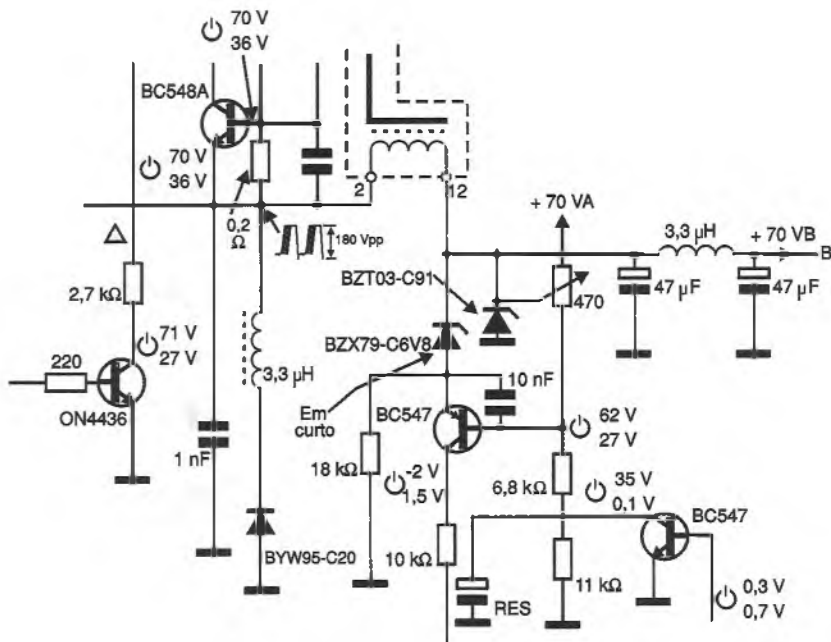 70 V
36 V
BC548A
70 V
36 V
0,2
Ω
180 Vpp
2
12
+ 70 VA
3,3 µH
+ 70 VB
B
2,7 kΩ
BZT03-C91
470
47 µF
47 µF
71 V
27 V
BZX79-C6V8
220
3,3 µH
10 nF
ON4436
Em
curto
BC547
62 V
27 V
1 nF
18 kΩ
-2 V
1,5 V
6,8 kΩ
35 V
0,1 V
BC547
BYW95-C20
10 kΩ
RES
11 kΩ
0,3 V
0,7 V